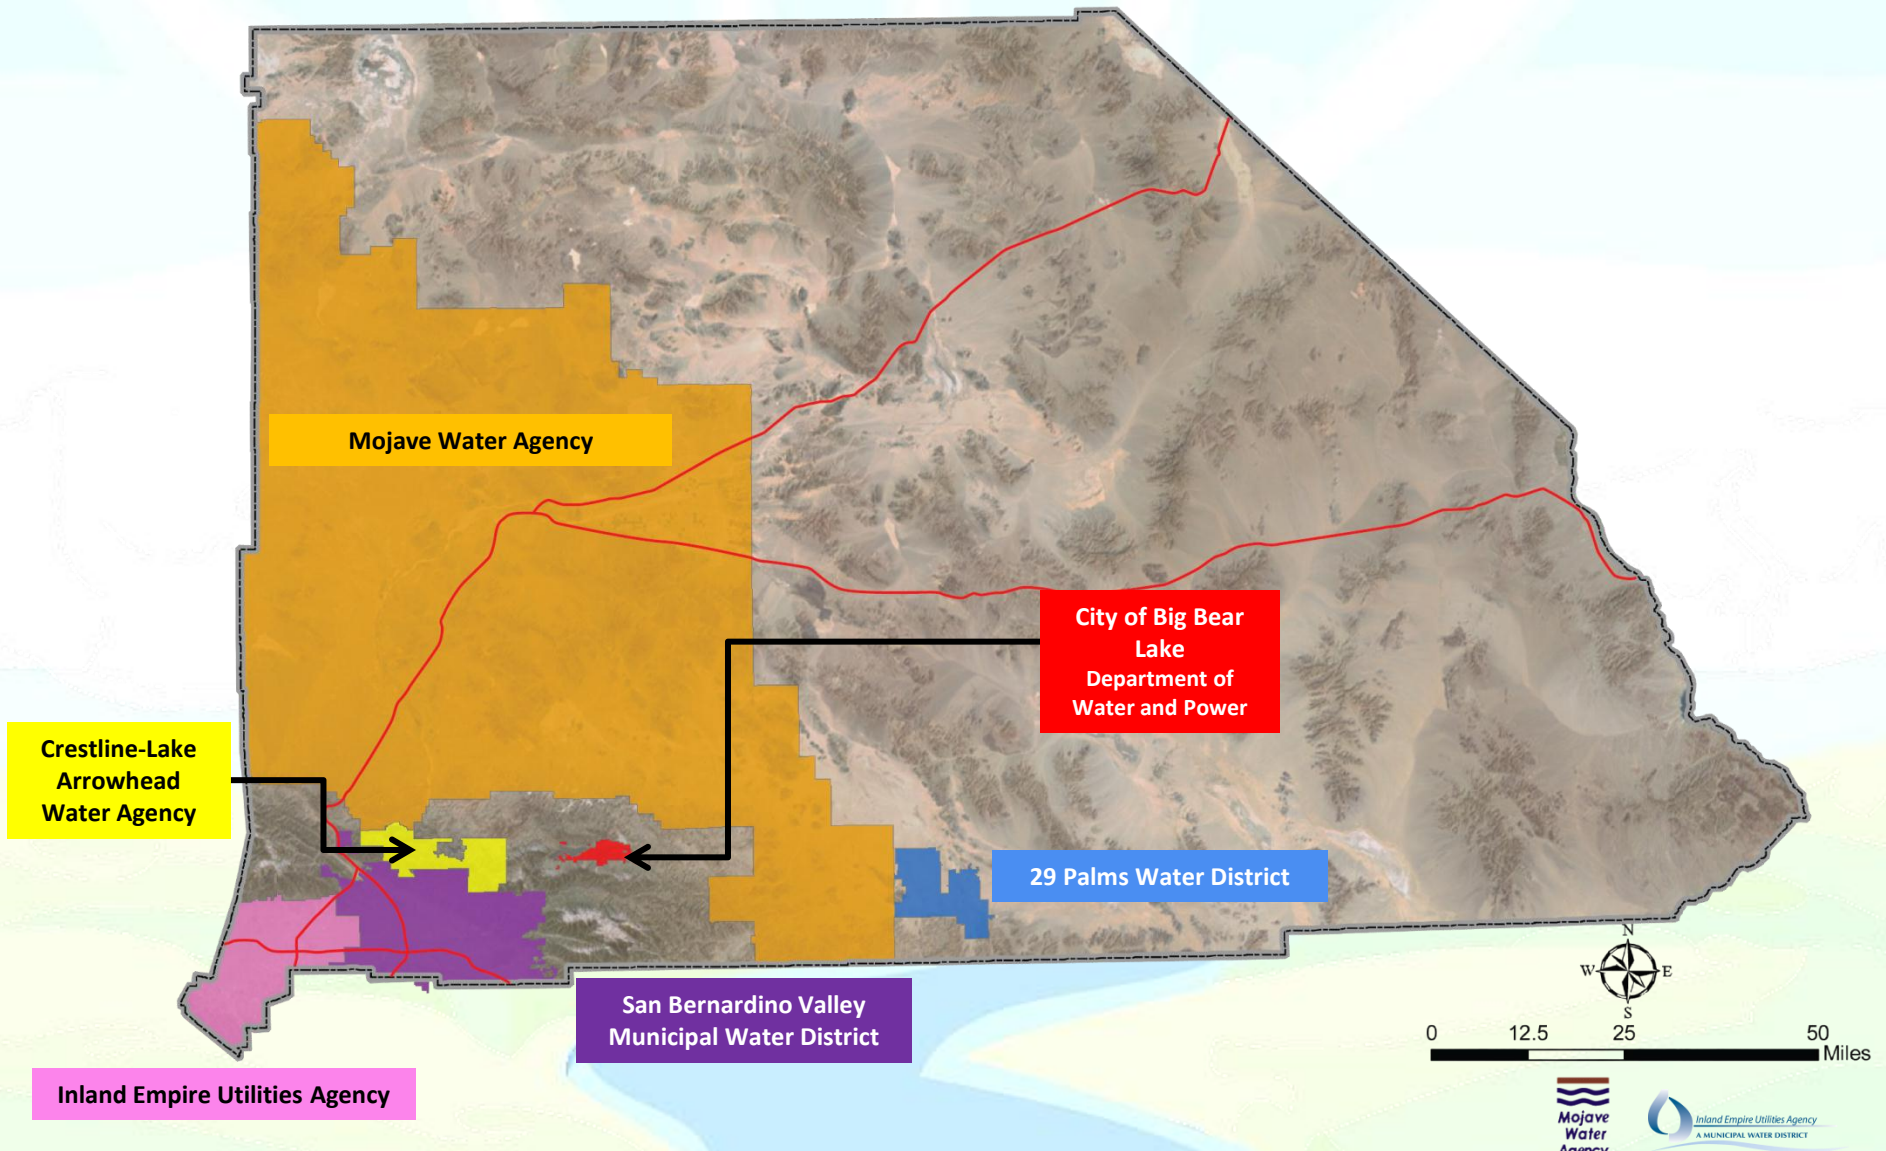 Mojave Water Agency
City of Big Bear
Lake
Department of
Water and Power
Crestline-Lake
Arrowhead
Water Agency
29 Palms Water District
San Bernardino Valley
Municipal Water District
Inland Empire Utilities Agency
N
W E
S
0 12.5 25 50
Miles
Mojave
Water
Agency
Inland Empire Utilities Agency
A MUNICIPAL WATER DISTRICT